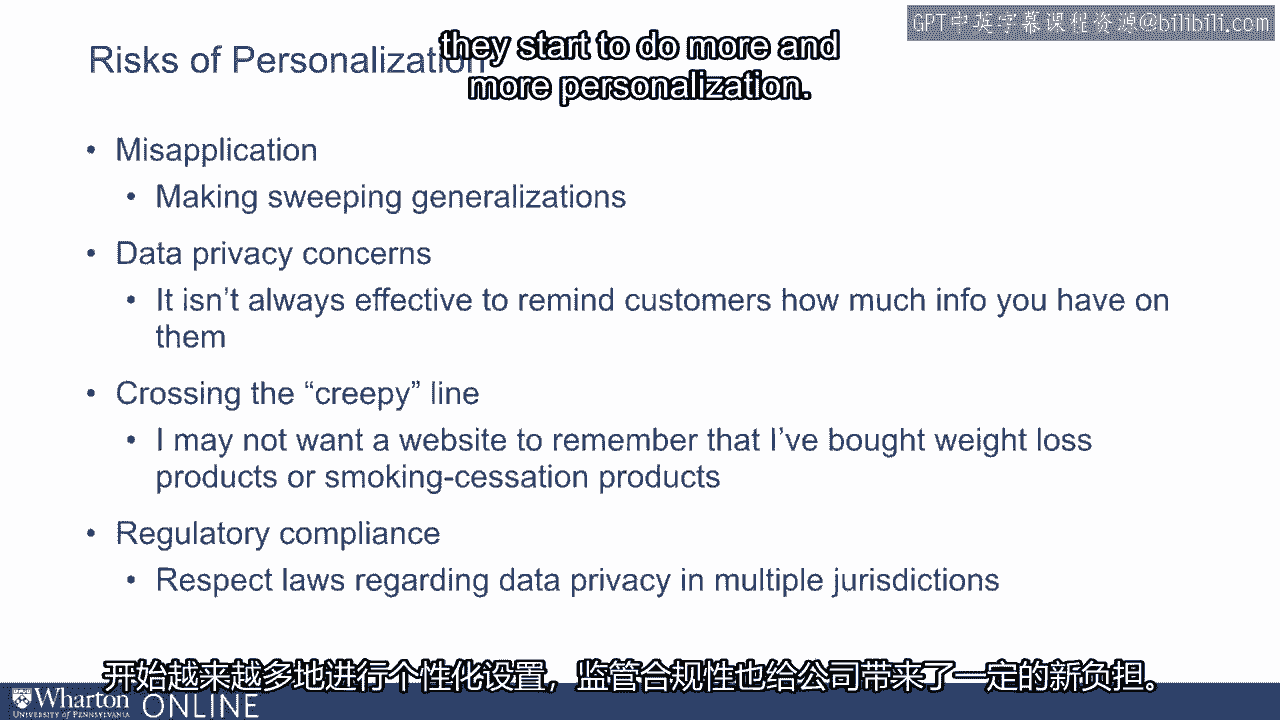 GPT中英字幕课程资源@bilibili.com
they start to do more and
more personalization.
Risks of Personalization
• Misapplication
• Making sweeping generalizations
• Data privacy concerns
• It isn’t always effective to remind customers how much info you have on
them
• Crossing the “creepy” line
• I may not want a website to remember that I’ve bought weight loss
products or smoking-cessation products
• Regulatory compliance
• Respect laws regarding data privacy in multiple jurisdictions
开始越来越多地进行个性化设置，监管合规性也给公司带来了一定的新负担。
Wharton ONLINE
UNIVERSITY of PENNSYLVANIA